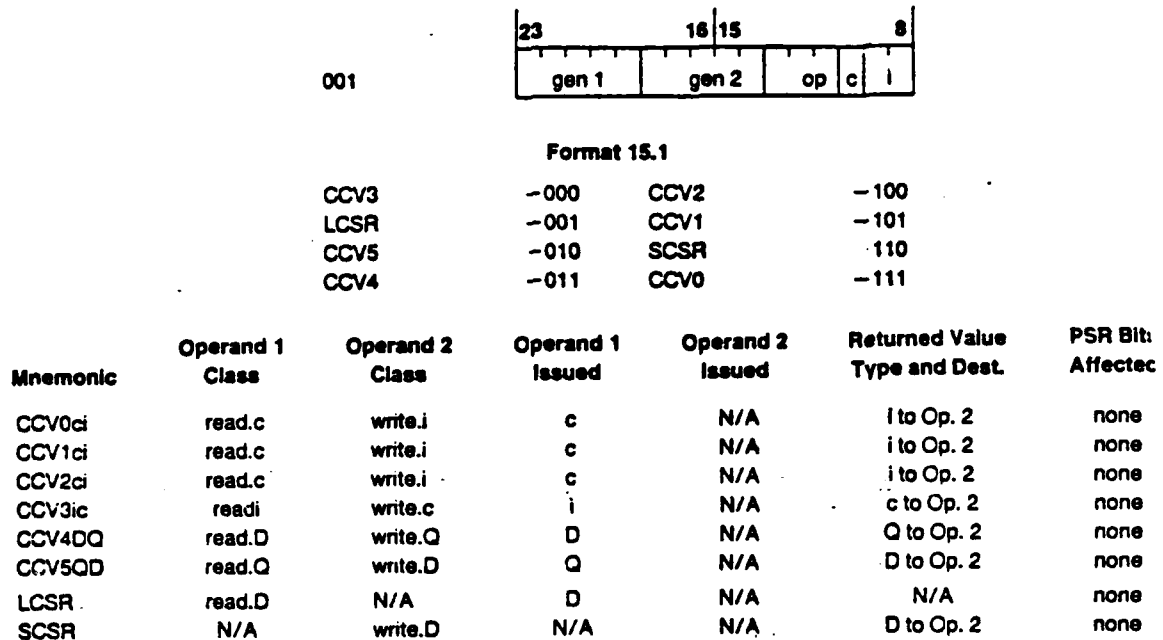 23 16 15 8
001 gen 1 gen 2 op c i
Format 15.1
CCV3 –000 CCV2 –100
LCSR –001 CCV1 –101
CCV5 –010 SCSR 110
CCV4 –011 CCV0 –111
Mnemonic Operand 1 Class Operand 2 Class Operand 1 Issued Operand 2 Issued Returned Value Type and Dest. PSR Bits Affected
CCV0ci read.c write.i c N/A i to Op. 2 none
CCV1ci read.c write.i c N/A i to Op. 2 none
CCV2ci read.c write.i c N/A i to Op. 2 none
CCV3ic readi write.c i N/A c to Op. 2 none
CCV4DQ read.D write.Q D N/A Q to Op. 2 none
CCV5QD read.Q write.D Q N/A D to Op. 2 none
LCSR read.D N/A D N/A N/A none
SCSR N/A write.D N/A N/A D to Op. 2 none